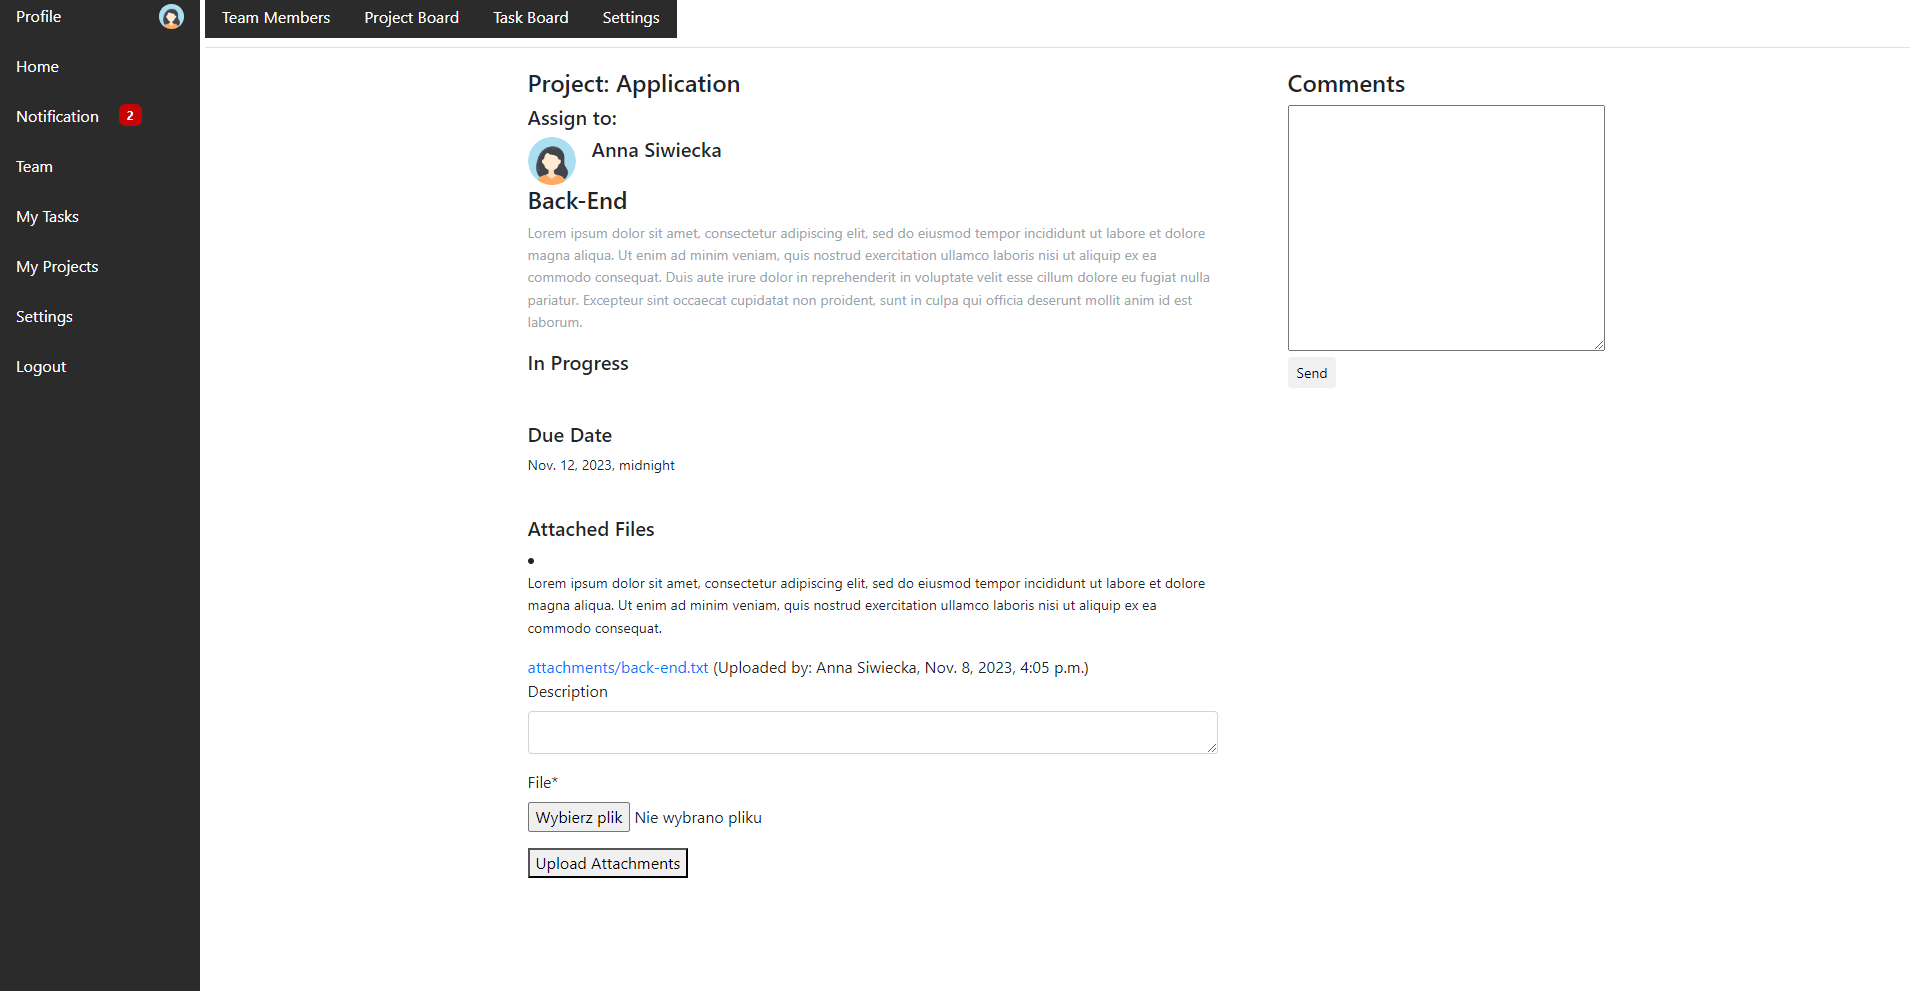 Profile
Home
Notification 2
Team
My Tasks
My Projects
Settings
Logout
Team Members Project Board Task Board Settings
Project: Application
Assign to:
Anna Siwiecka
Back-End
Lorem ipsum dolor sit amet, consectetur adipiscing elit, sed do eiusmod tempor incididunt ut labore et dolore
magna aliqua. Ut enim ad minim veniam, quis nostrud exercitation ullamco laboris nisi ut aliquip ex ea
commodo consequat. Duis aute irure dolor in reprehenderit in voluptate velit esse cillum dolore eu fugiat nulla
pariatur. Excepteur sint occaecat cupidatat non proident, sunt in culpa qui officia deserunt mollit anim id est
laborum.
In Progress
Due Date
Nov. 12, 2023, midnight
Attached Files
Lorem ipsum dolor sit amet, consectetur adipiscing elit, sed do eiusmod tempor incididunt ut labore et dolore
magna aliqua. Ut enim ad minim veniam, quis nostrud exercitation ullamco laboris nisi ut aliquip ex ea
commodo consequat.
attachments/back-end.txt (Uploaded by: Anna Siwiecka, Nov. 8, 2023, 4:05 p.m.)
Description
File*
Wybierz plik Nie wybrano pliku
Upload Attachments
Comments
Send